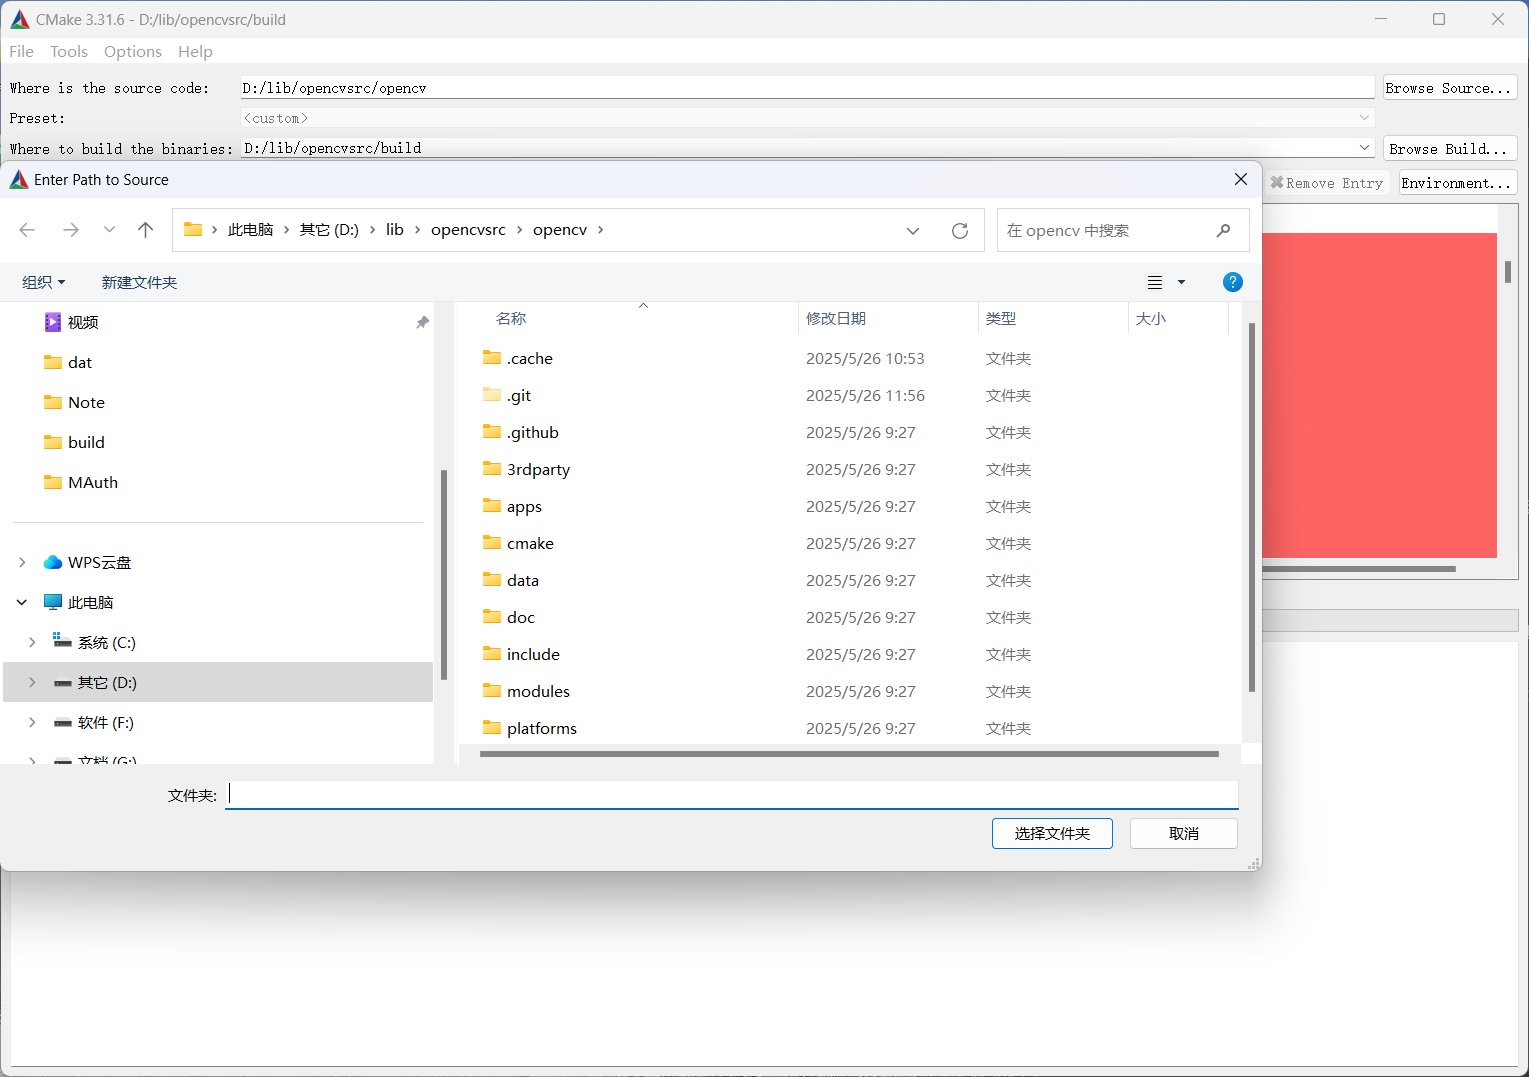 CMake 3.31.6 - D:/lib/opencvsrc/build
File Tools Options Help
Where is the source code: D:/lib/opencvsrc/opencv Browse Source...
Preset: <custom>
Where to build the binaries: D:/lib/opencvsrc/build Browse Build...
Enter Path to Source
Remove Entry Environment...
此电脑 其它 (D:) lib opencvsrc opencv 在 opencv 中搜索
组织 新建文件夹
视频
dat
Note
build
MAuth
WPS云盘
此电脑
系统 (C:)
其它 (D:)
软件 (F:)
文档 (G:)
名称 修改日期 类型 大小
.cache 2025/5/26 10:53 文件夹
.git 2025/5/26 11:56 文件夹
.github 2025/5/26 9:27 文件夹
3rdparty 2025/5/26 9:27 文件夹
apps 2025/5/26 9:27 文件夹
cmake 2025/5/26 9:27 文件夹
data 2025/5/26 9:27 文件夹
doc 2025/5/26 9:27 文件夹
include 2025/5/26 9:27 文件夹
modules 2025/5/26 9:27 文件夹
platforms 2025/5/26 9:27 文件夹
文件夹:
选择文件夹 取消